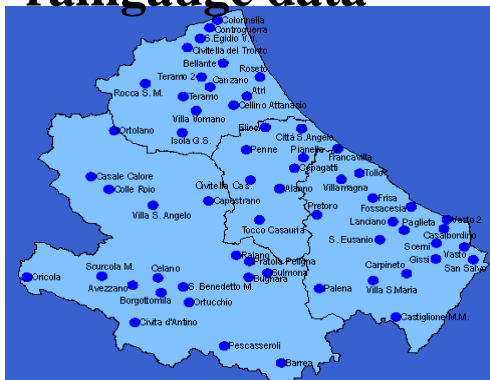 raingauge data
Colonnella
Controguerra
S.Egidio V.V.
Civitella del Tronto
Bellante
Roseto
Teramo 2
Canzano
Rocca S. M.
Teramo
Atri
Cellino Attanasio
Villa Vomano
Ortolano
Isola G.S.
Elice
Città S.Angelo
Penne
Pianella
Francavilla
Cepagatti
Tollo
Casale Calore
Colle Roio
Civitella Cas.
Alanno
Villamagna
Villa S. Angelo
Capestrano
Frisa
Fossacesia
Pretoro
Tocco Casauria
Lanciano
Paglieta
Vasto 2
Casalbordino
S. Eusanio
Scerni
Vasto
Gissi
San Salvo
Raiano
Pratola Peligna
Sulmona
Bugnara
Oricola
Scurcola M.
Celano
Avezzano
Borgottomila
S. Benedetto M.
Ortucchio
Carpineto
Palena
Villa S.Maria
Civita d'Antino
Castiglione M.M.
Pescasseroli
Barrea